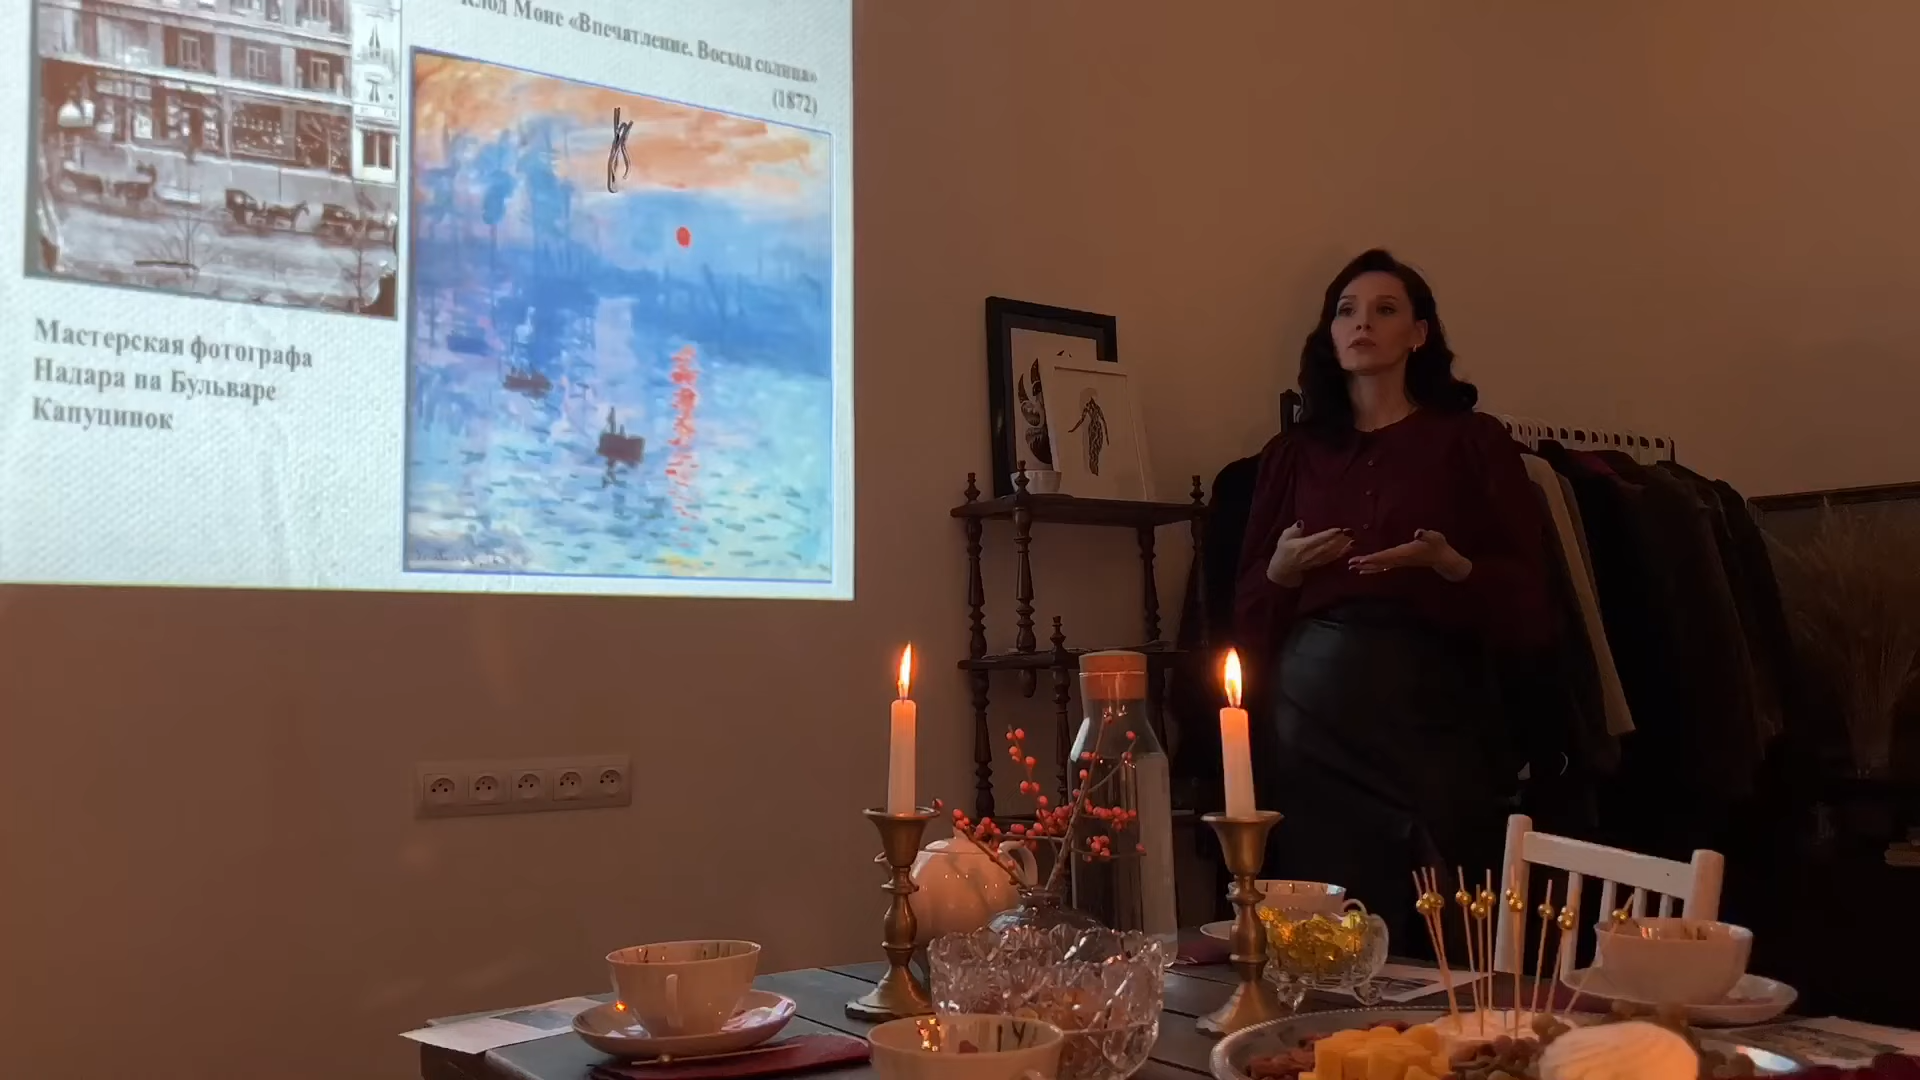 Клод Моне «Впечатление. Восход солнца»
(1872)
Мастерская фотографа
Надара на Бульваре
Капуцинок